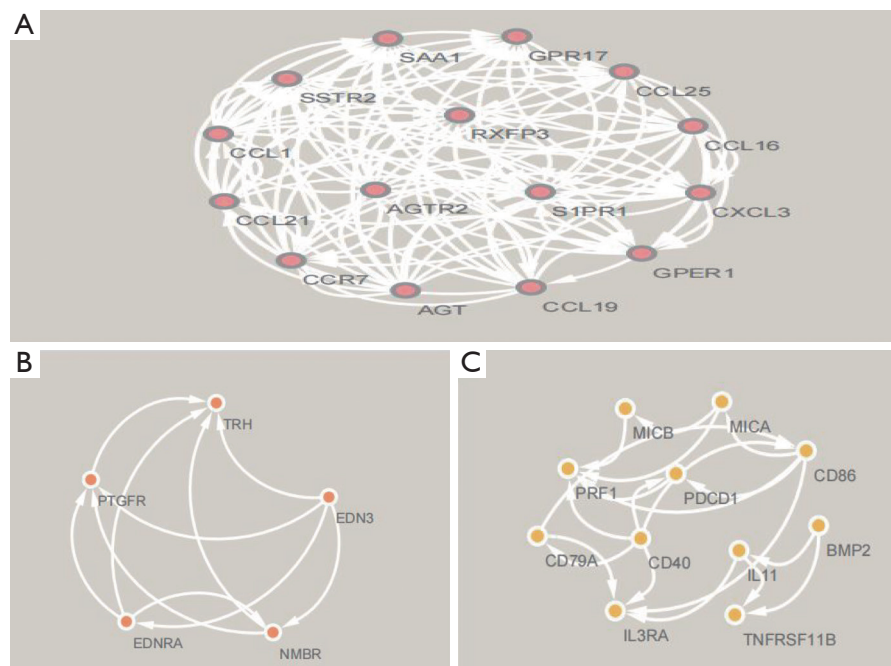 A
SAA1
GPR17
SSTR2
CCL25
RXFP3
CCL1
CCL16
CCL21
AGTR2
S1PR1
CXCL3
CCR7
GPER1
AGT
CCL19
B
TRH
PTGFR
EDN3
EDNRA
NMBR
C
MICB
MICA
CD86
PRF1
PDCD1
CD79A
CD40
IL11
BMP2
IL3RA
TNFRSF11B